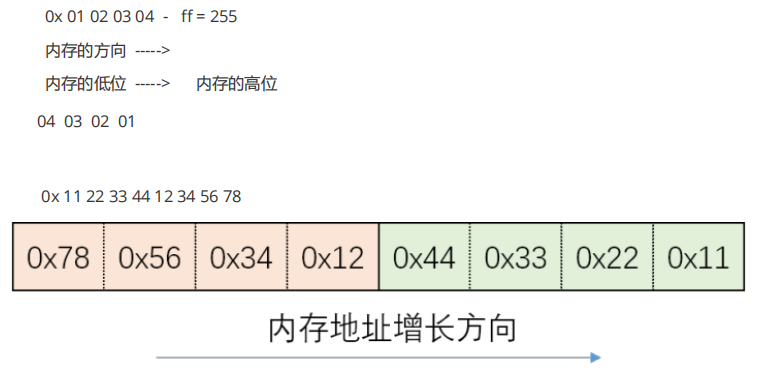 0x 01 02 03 04 - ff = 255
内存的方向 ----->
内存的低位 -----> 内存的高位
04 03 02 01
0x 11 22 33 44 12 34 56 78
0x78 0x56 0x34 0x12 0x44 0x33 0x22 0x11
内存地址增长方向